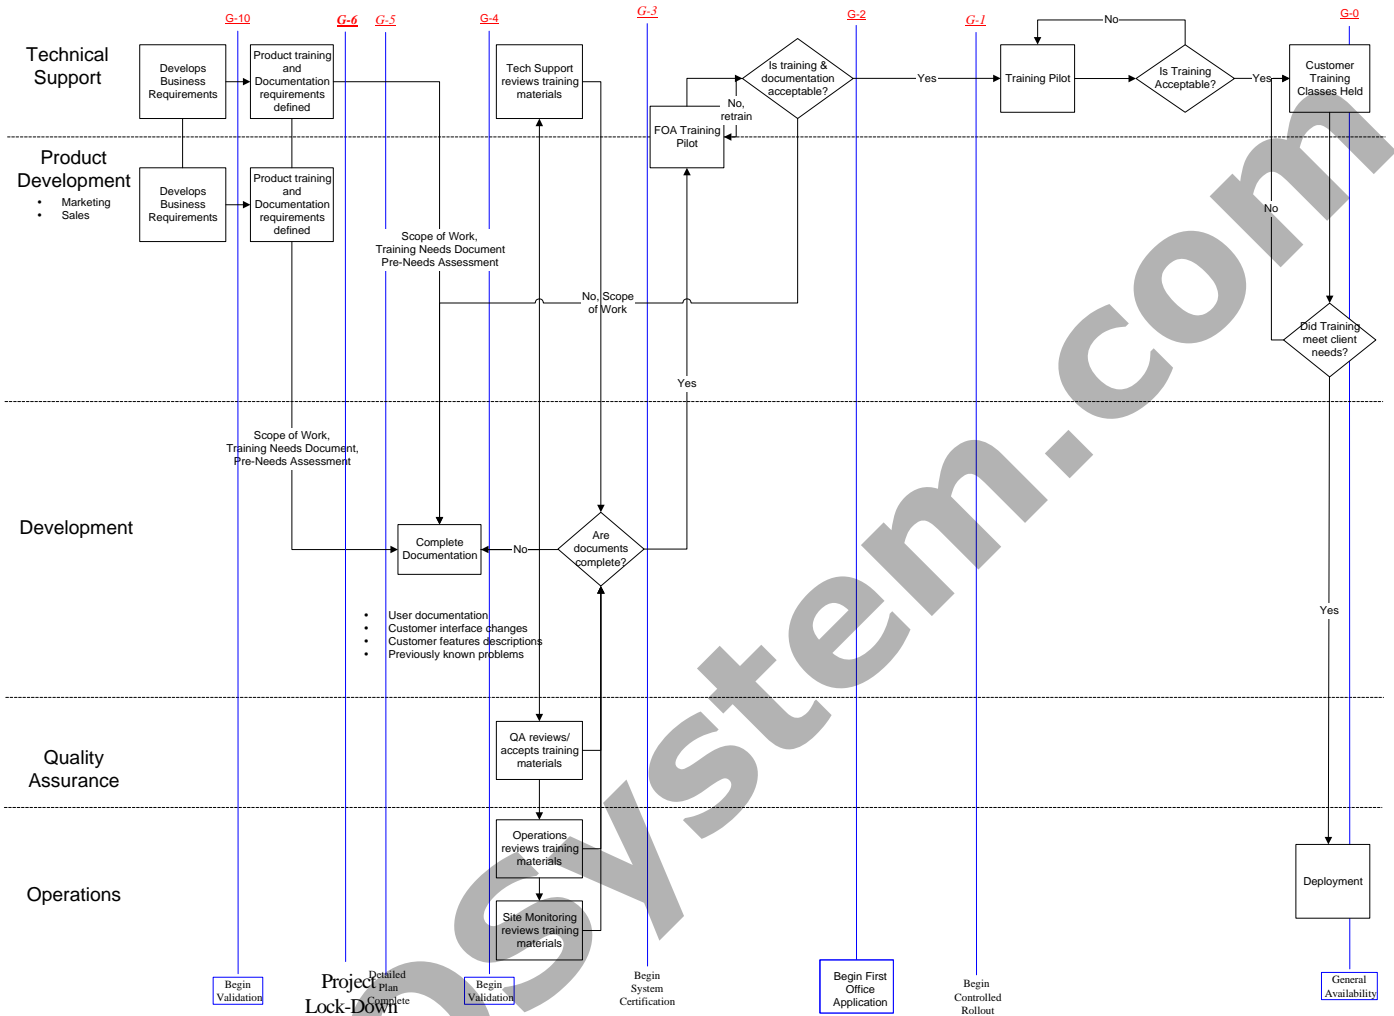 G-10
G-6
G-5
G-4
G-3
G-2
G-1
G-0
Technical
Support
Develops
Business
Requirements
Product training
and
Documentation
requirements
defined
Tech Support
reviews training
materials
Is training &
documentation
acceptable?
No,
retrain
FOA Training
Pilot
Yes
Training Pilot
No
Is Training
Acceptable?
Yes
Customer
Training
Classes Held
Product
Development
• Marketing
• Sales
Develops
Business
Requirements
Product training
and
Documentation
requirements
defined
Scope of Work,
Training Needs Document
Pre-Needs Assessment
No, Scope
of Work
No
Did Training
meet client
needs?
Yes
Scope of Work,
Training Needs Document,
Pre-Needs Assessment
Development
Complete
Documentation
No
Are
documents
complete?
• User documentation
• Customer interface changes
• Customer features descriptions
• Previously known problems
Yes
Quality
Assurance
QA reviews/
accepts training
materials
Operations
Operations
reviews training
materials
Site Monitoring
reviews training
materials
Deployment
Begin
Validation
Project
Lock-Down
Detailed
Plan
Complete
Begin
Validation
Begin
System
Certification
Begin First
Office
Application
Begin
Controlled
Rollout
General
Availability
nsystem.com